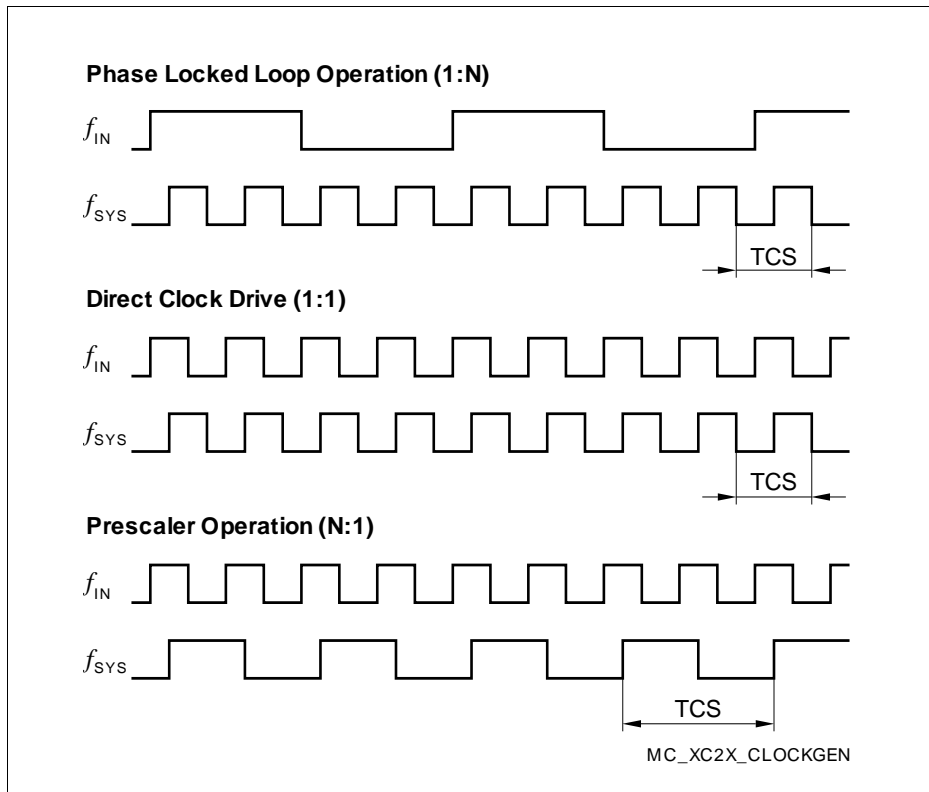 Phase Locked Loop Operation (1:N)
fIN
fSYS
TCS
Direct Clock Drive (1:1)
fIN
fSYS
TCS
Prescaler Operation (N:1)
fIN
fSYS
TCS
MC_XC2X_CLOCKGEN